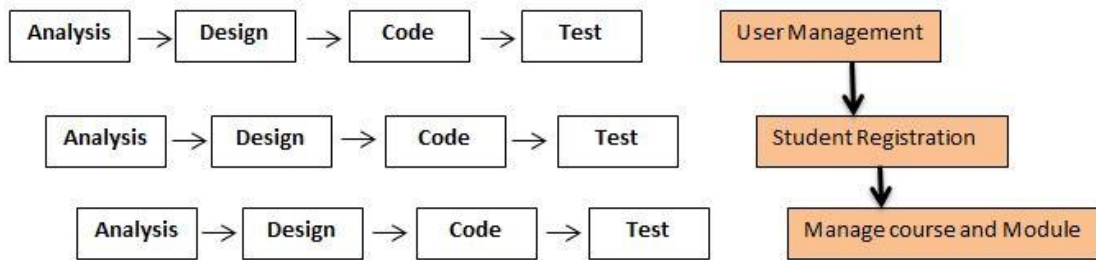 Analysis Design Code Test User Management
Analysis Design Code Test Student Registration
Analysis Design Code Test Manage course and Module